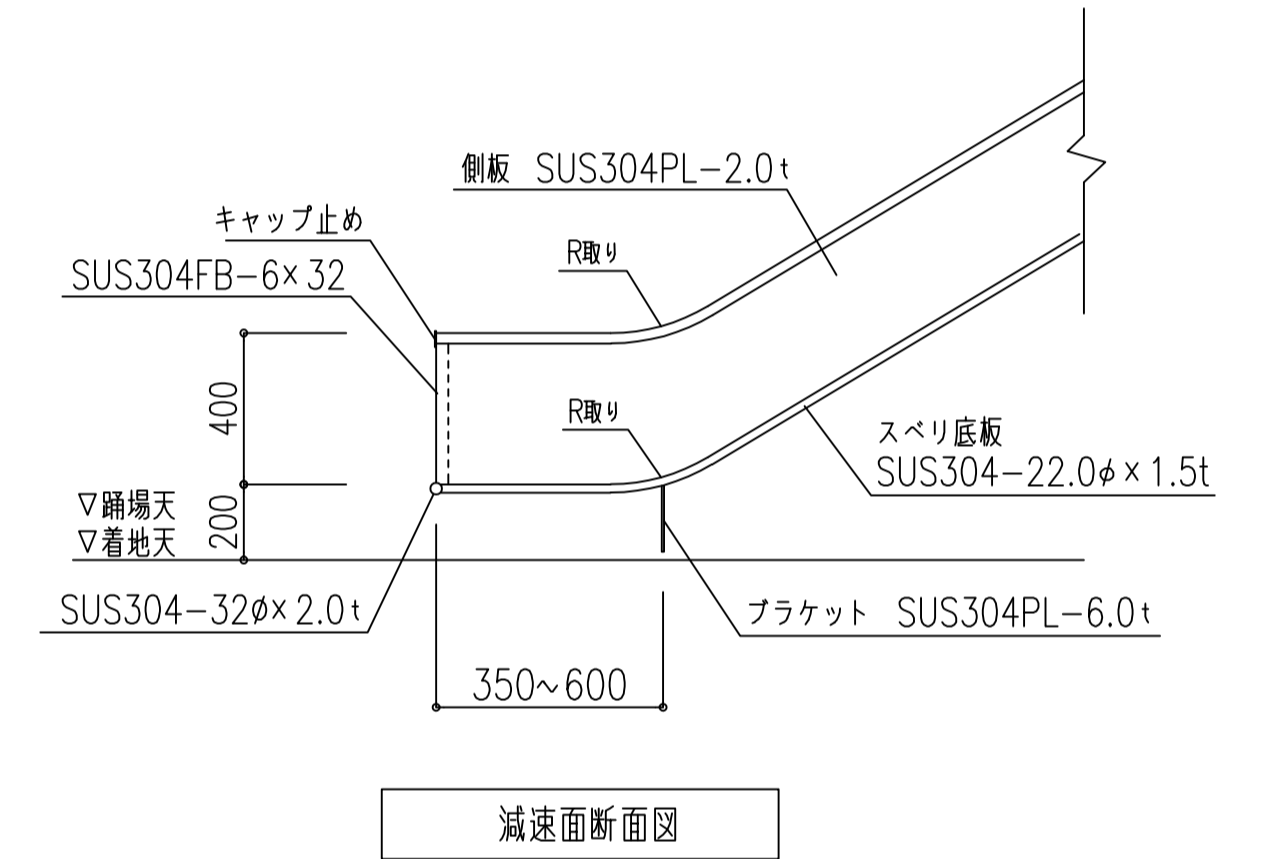 側板 SUS304PL-2.0t
キャップ止め
R取り
SUS304FB-6×32
400
R取り
スベリ底板
SUS304-22.0φ×1.5t
▽踊場天
▽着地天
200
SUS304-32φ×2.0t
ブラケット SUS304PL-6.0t
350~600
減速面断面図